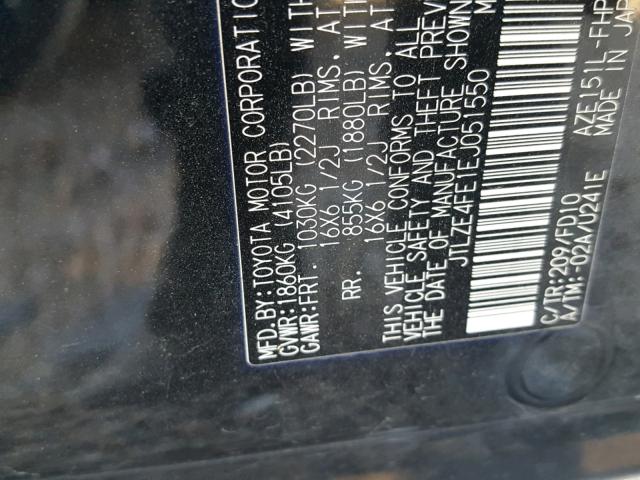 MFD.BY:TOYOTA MOTOR CORPORATION
GVWR:1860KG (4105LB)
GAWR:FRT. 1030KG (2270LB) WITH
16X6 1/2J RIMS, AT
RR. 855KG (1880LB) WITH
16X6 1/2J RIMS, AT
THIS VEHICLE CONFORMS TO ALL
VEHICLE SAFETY AND THEFT PREV
THE DATE OF MANUFACTURE SHOWN
JTLZE4FE1EJ051550
C/TR:209/FD10 AZE151L-FHP
A/TM:-02A/U241E MADE IN JAP